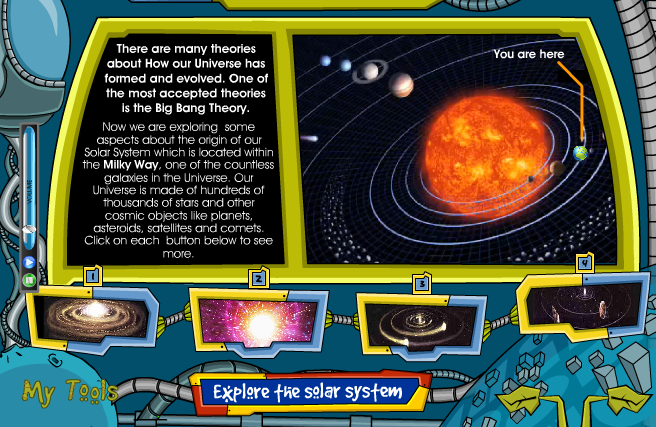 There are many theories
about How our Universe has
formed and evolved. One of
the most accepted theories
is the Big Bang Theory.
Now we are exploring some
aspects about the origin of our
Solar System which is located within
the Milky Way, one of the countless
galaxies in the Universe. Our
Universe is made of hundreds of
thousands of stars and other
cosmic objects like planets,
asteroids, satellites and comets.
Click on each button below to see
more.
You are here
VOLUME
1
2
3
4
My Tools
Explore the solar system